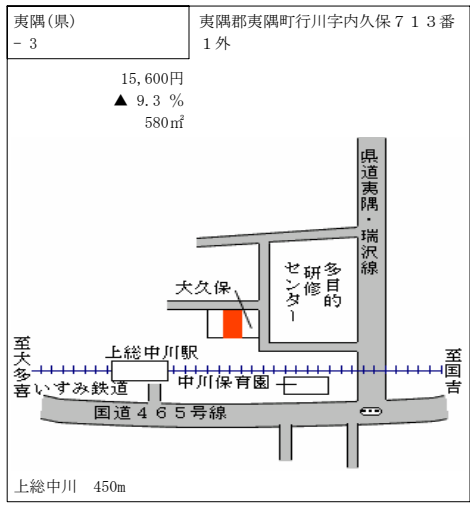 夷隅(県)
- 3
夷隅郡夷隅町行川字内久保７１３番
１外
15,600円
▲ 9.3 %
580㎡
県道夷隅・瑞沢線
多目的
研修
センター
大久保
至大多喜
上総中川駅
至国吉
いすみ鉄道
中川保育園
国道４６５号線
上総中川　450m